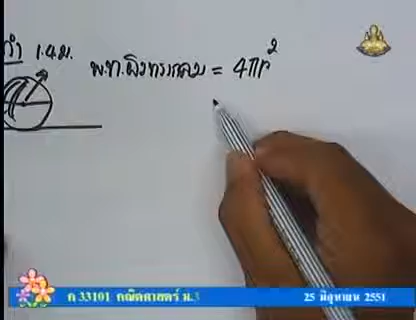 1.4 ม.
พ.ท.ผิวทรงกลม = 4πr²
ค 33101 คณิตศาสตร์ ม.3
25 มิถุนายน 2551